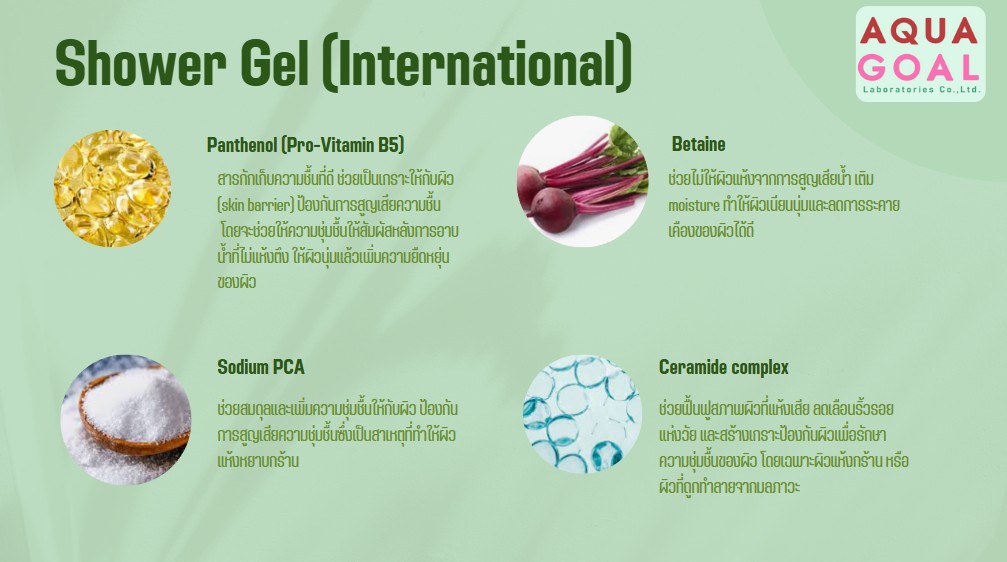 Shower Gel (International)
AQUA
GOAL
Laboratories Co.,Ltd.
Panthenol (Pro-Vitamin B5)
สารกักเก็บความชื้นที่ดี ช่วยเป็นเกราะให้กับผิว
(skin barrier) ป้องกันการสูญเสียความชื้น
โดยจะช่วยให้ความชุ่มชื้นให้สัมผัสหลังการอาบ
น้ำที่ไม่แห้งตึง ให้ผิวนุ่มแล้วเพิ่มความยืดหยุ่น
ของผิว
Betaine
ช่วยไม่ให้ผิวแห้งจากการสูญเสียน้ำ เติม
moisture ทำให้ผิวเนียนนุ่มและลดการระคาย
เคืองของผิวได้ดี
Sodium PCA
ช่วยสมดุลและเพิ่มความชุ่มชื้นให้กับผิว ป้องกัน
การสูญเสียความชุ่มชื้นซึ่งเป็นสาเหตุที่ทำให้ผิว
แห้งหยาบกร้าน
Ceramide complex
ช่วยฟื้นฟูสภาพผิวที่แห้งเสีย ลดเลือนริ้วรอย
แห่งวัย และสร้างเกราะป้องกันผิวเพื่อรักษา
ความชุ่มชื้นของผิว โดยเฉพาะผิวแห้งกร้าน หรือ
ผิวที่ถูกทำลายจากมลภาวะ